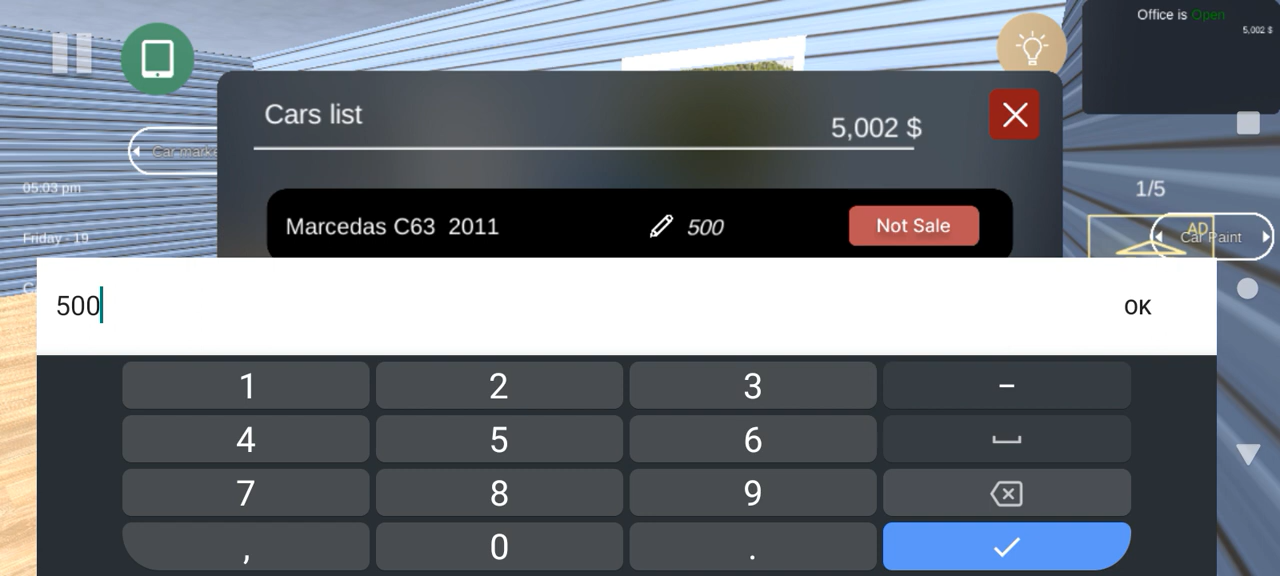 Office is Open
5,002 $
Cars list
5,002 $
Car marke
05:03 pm
1/5
Marcedas C63 2011
500
Not Sale
Friday - 19
AD
Car Paint
C
500
OK
1
2
3
-
4
5
6
7
8
9
,
0
.